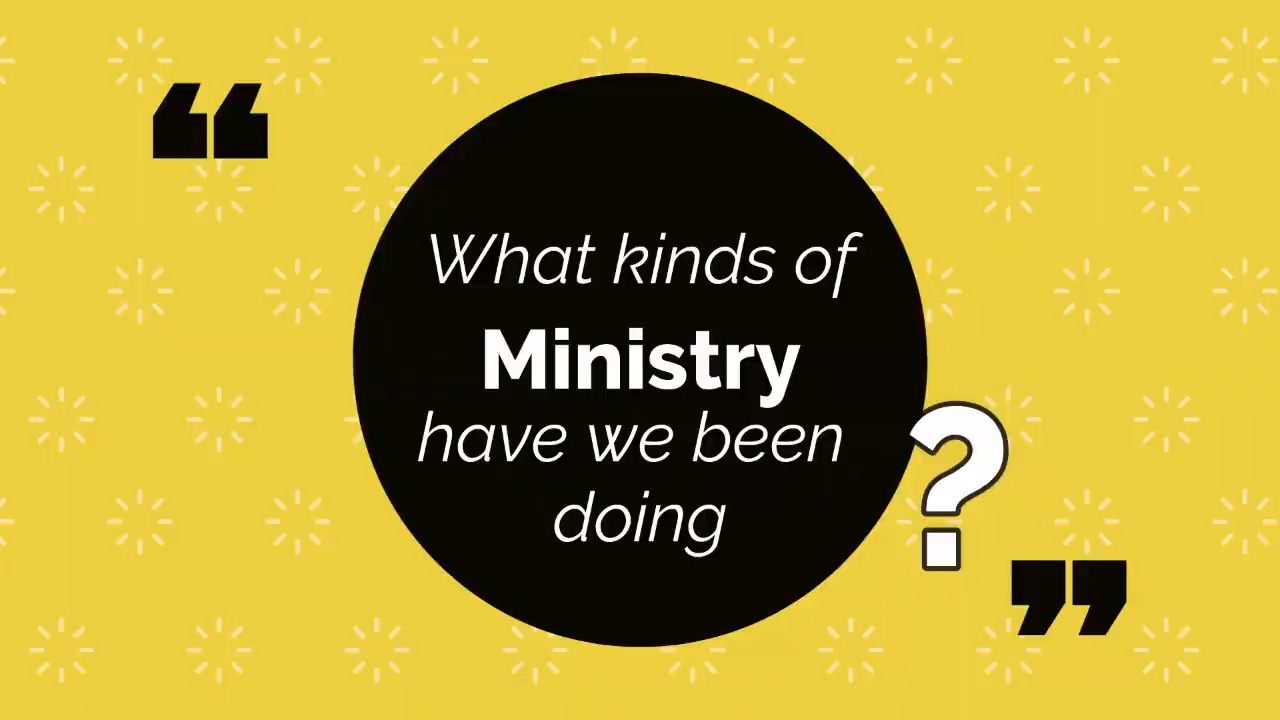 “
What kinds of
Ministry
have we been
doing
?
”